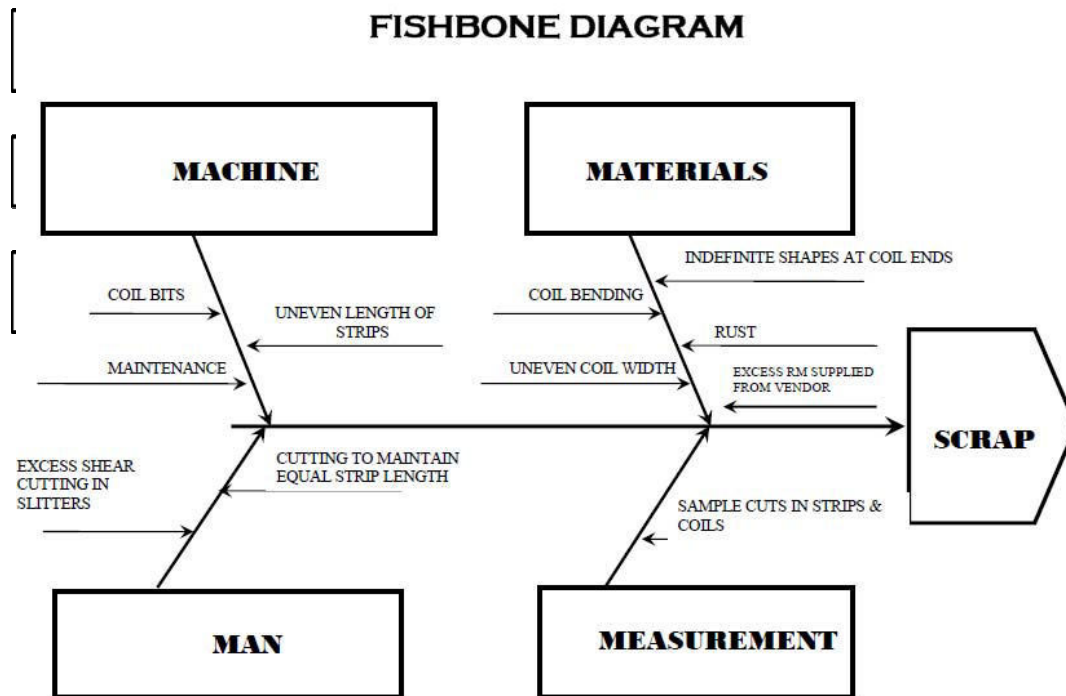 FISHBONE DIAGRAM
MACHINE
MATERIALS
INDEFINITE SHAPES AT COIL ENDS
COIL BITS
COIL BENDING
UNEVEN LENGTH OF
STRIPS
RUST
MAINTENANCE
UNEVEN COIL WIDTH
EXCESS RM SUPPLIED
FROM VENDOR
SCRAP
EXCESS SHEAR
CUTTING IN
SLITTERS
CUTTING TO MAINTAIN
EQUAL STRIP LENGTH
SAMPLE CUTS IN STRIPS &
COILS
MAN
MEASUREMENT